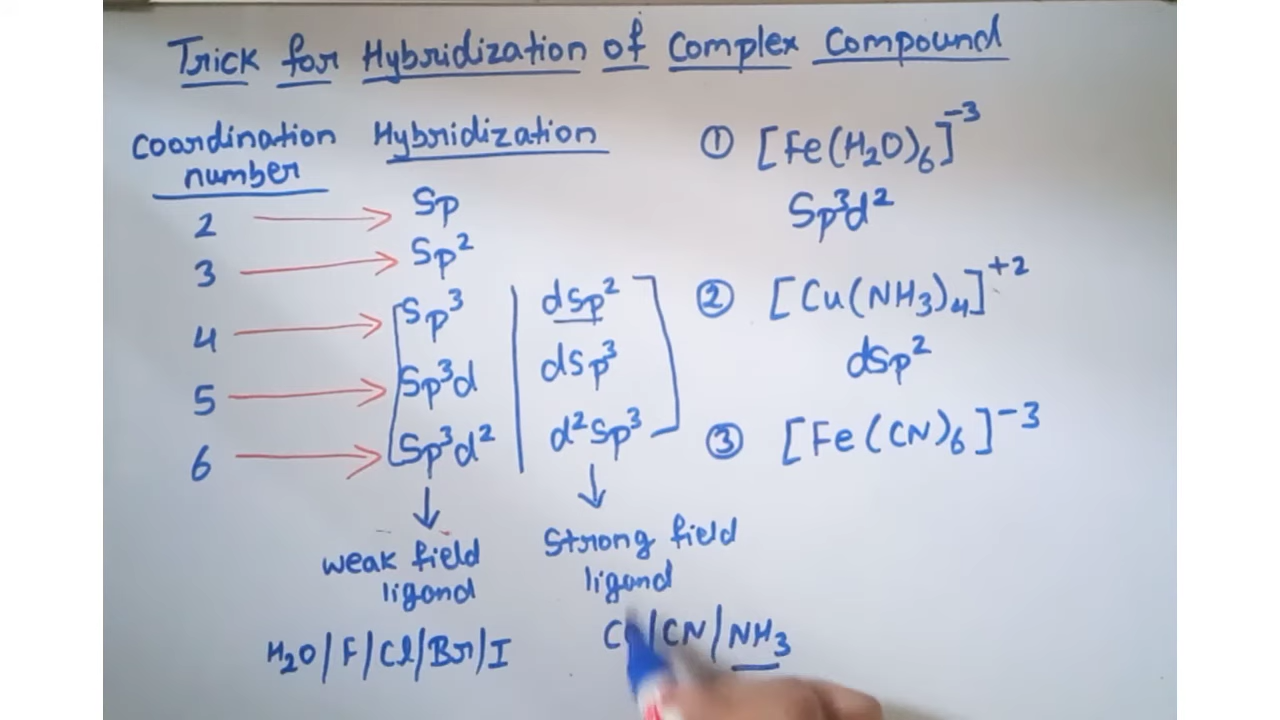 Trick for Hybridization of Complex Compound
Coordination number
Hybridization
2 → Sp
3 → Sp²
4 → Sp³ | dSp²
5 → Sp³d | dSp³
6 → Sp³d² | d²Sp³
weak field ligand
H₂O/F/Cl/Br/I
Strong field ligand
/CN/NH₃
① [Fe(H₂O)₆]⁻³
Sp³d²
② [Cu(NH₃)₄]⁺²
dSp²
③ [Fe(CN)₆]⁻³